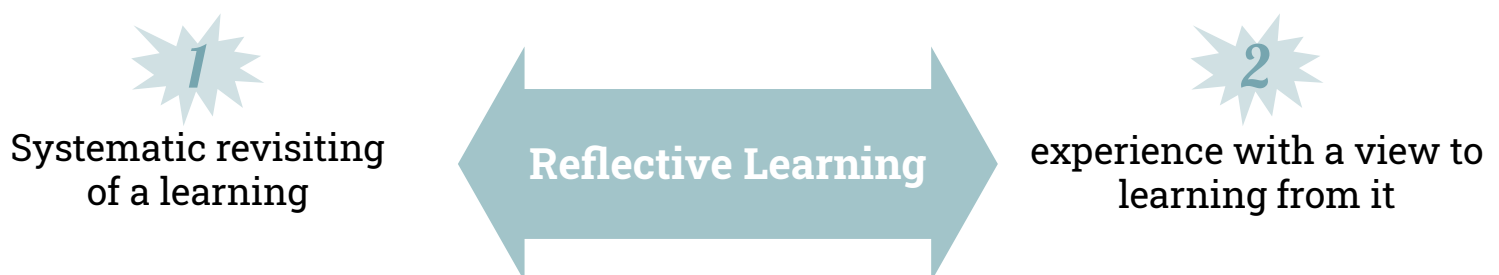 1
Systematic revisiting
of a learning
Reflective Learning
2
experience with a view to
learning from it